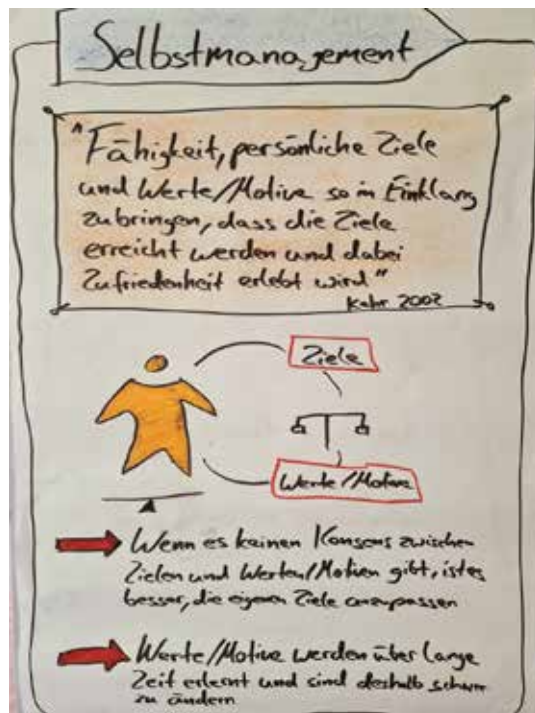 Selbstmanagement
"Fähigkeit, persönliche Ziele
und Werte/Motive so in Einklang
zubringen, dass die Ziele
erreicht werden und dabei
Zufriedenheit erlebt wird"
Kehr 2002
Ziele
Werte/Motive
Wenn es keinen Konsens zwischen
Zielen und Werten/Motiven gibt, ist es
besser, die eigenen Ziele anzupassen
Werte/Motive werden über lange
Zeit erlernt und sind deshalb schwer
zu ändern